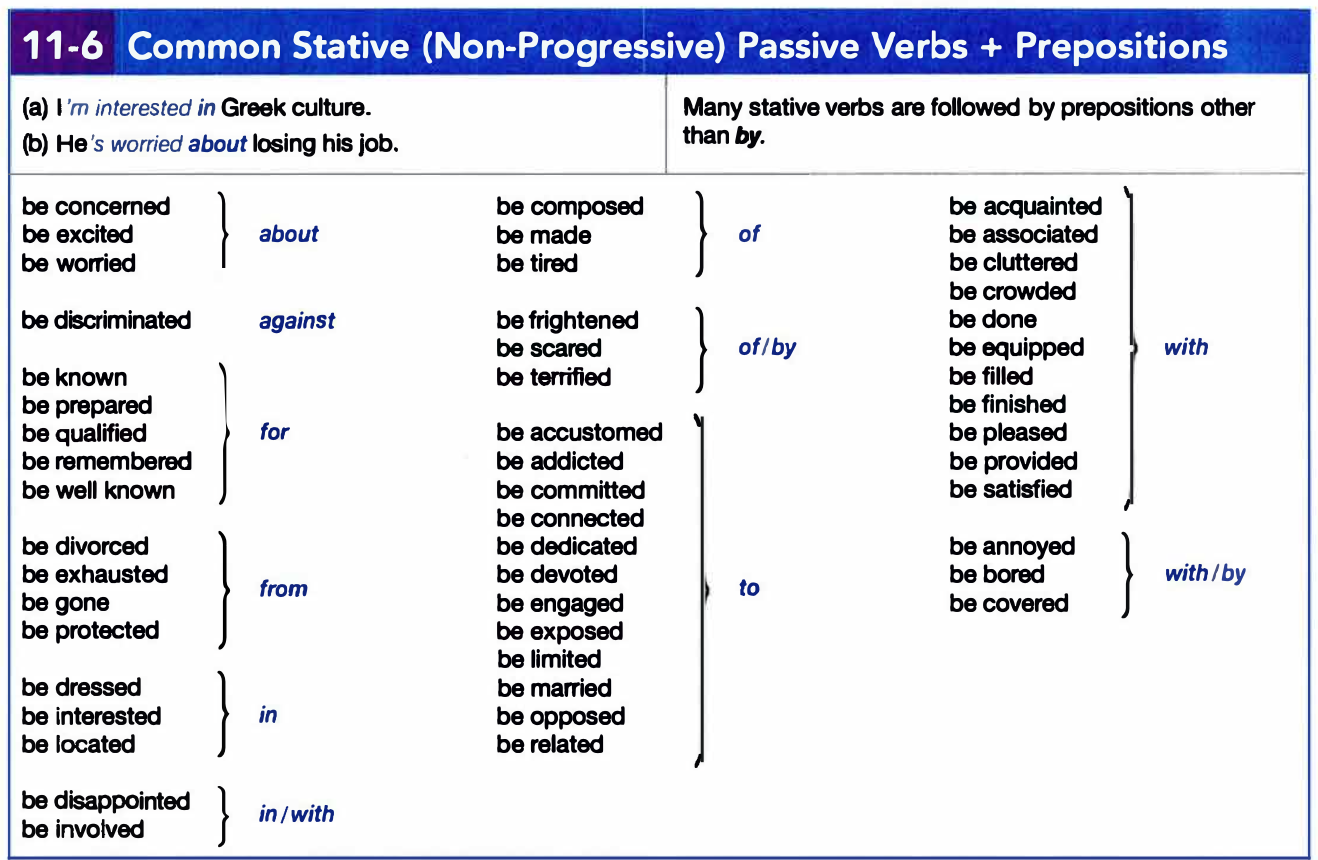 11-6 Common Stative (Non-Progressive) Passive Verbs + Prepositions
(a) I'm interested in Greek culture.
(b) He's worried about losing his job.
Many stative verbs are followed by prepositions other
than by.
be concerned
be excited
be worried
about
be discriminated against
be known
be prepared
be qualified
be remembered
be well known
for
be divorced
be exhausted
be gone
be protected
from
be dressed
be interested
be located
in
be disappointed
be involved
in / with
be composed
be made
be tired
of
be frightened
be scared
be terrified
of / by
be accustomed
be addicted
be committed
be connected
be dedicated
be devoted
be engaged
be exposed
be limited
be married
be opposed
be related
to
be acquainted
be associated
be cluttered
be crowded
be done
be equipped
be filled
be finished
be pleased
be provided
be satisfied
with
be annoyed
be bored
be covered
with / by